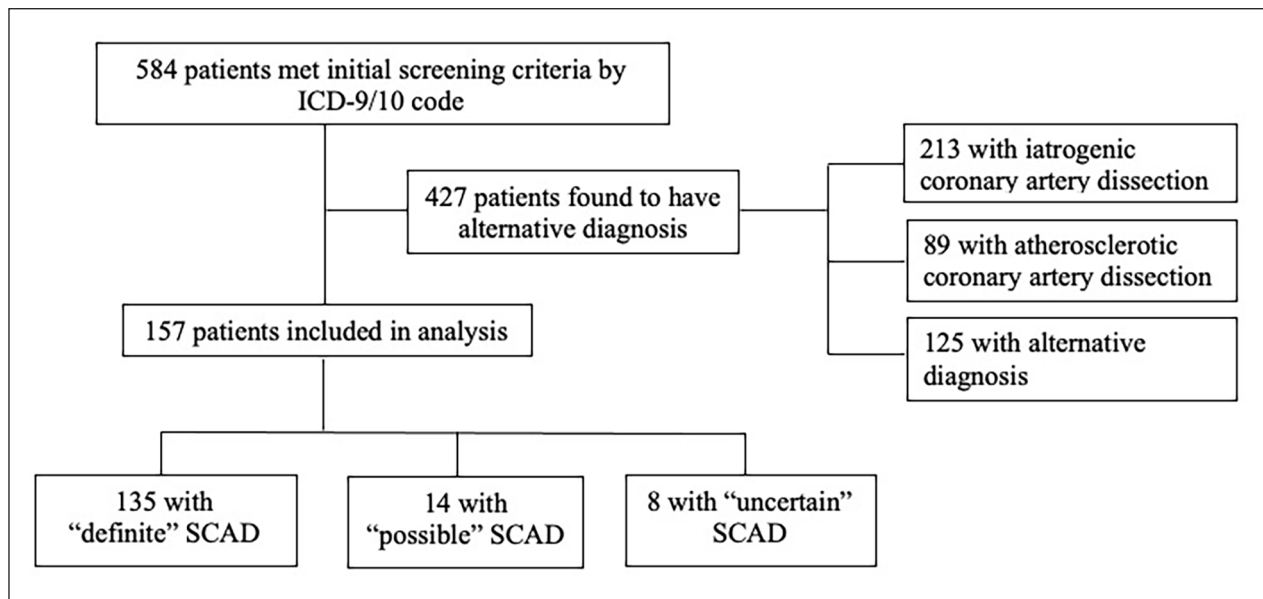 584 patients met initial screening criteria by
ICD-9/10 code
427 patients found to have
alternative diagnosis
213 with iatrogenic
coronary artery dissection
89 with atherosclerotic
coronary artery dissection
125 with alternative
diagnosis
157 patients included in analysis
135 with
“definite” SCAD
14 with
“possible” SCAD
8 with “uncertain”
SCAD